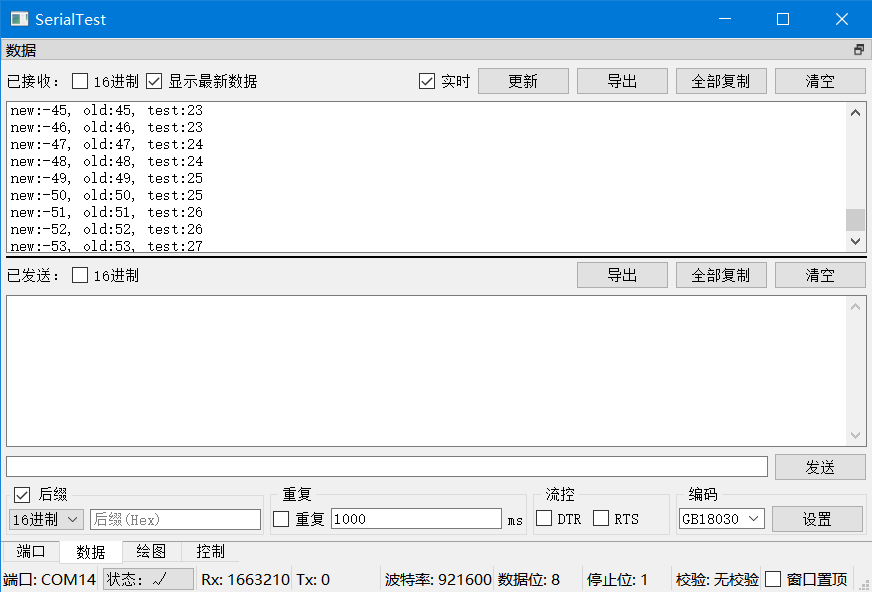 SerialTest
数据
已接收: 16进制 显示最新数据 实时 更新 导出 全部复制 清空
new:-45, old:45, test:23
new:-46, old:46, test:23
new:-47, old:47, test:24
new:-48, old:48, test:24
new:-49, old:49, test:25
new:-50, old:50, test:25
new:-51, old:51, test:26
new:-52, old:52, test:26
new:-53, old:53, test:27
已发送: 16进制 导出 全部复制 清空
发送
后缀 重复 流控 编码
16进制 后缀(Hex) 重复 1000 ms DTR RTS GB18030 设置
端口 数据 绘图 控制
端口: COM14 状态: √ Rx: 1663210 Tx: 0 波特率: 921600 数据位: 8 停止位: 1 校验: 无校验 窗口置顶